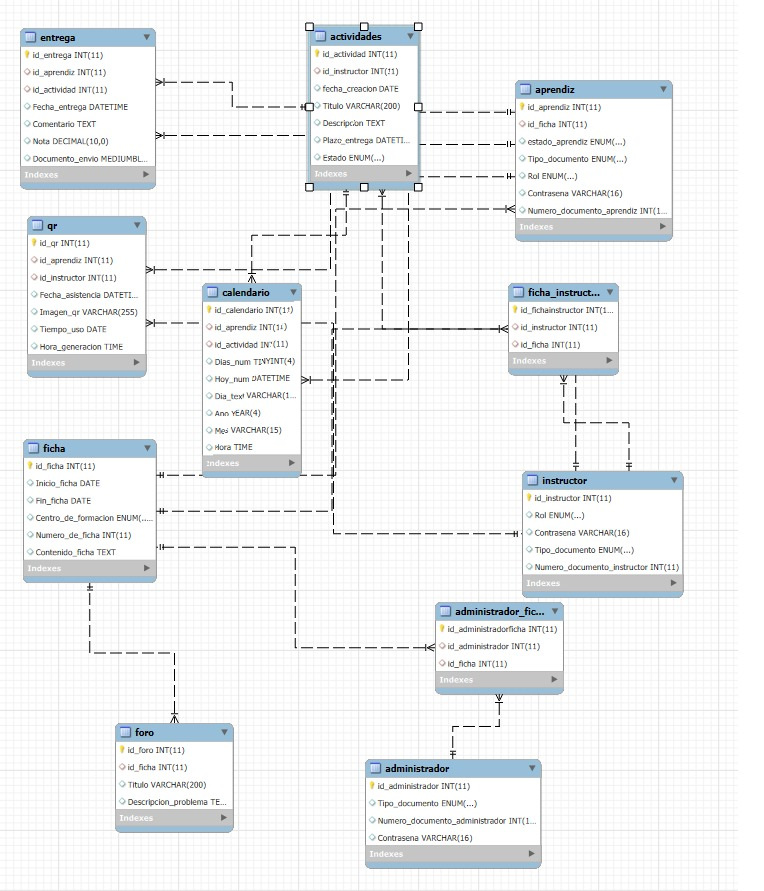 entrega
id_entrega INT(11)
id_aprendiz INT(11)
id_actividad INT(11)
Fecha_entrega DATETIME
Comentario TEXT
Nota DECIMAL(10,0)
Documento_envio MEDIUMBL...
Indexes
actividades
id_actividad INT(11)
id_instructor INT(11)
fecha_creacion DATE
Titulo VARCHAR(200)
Descripcion TEXT
Plazo_entrega DATETI...
Estado ENUM(...)
Indexes
aprendiz
id_aprendiz INT(11)
id_ficha INT(11)
estado_aprendiz ENUM(...)
Tipo_documento ENUM(...)
Rol ENUM(...)
Contrasena VARCHAR(16)
Numero_documento_aprendiz INT(1...
Indexes
qr
id_qr INT(11)
id_aprendiz INT(11)
id_instructor INT(11)
Fecha_asistencia DATETI...
Imagen_qr VARCHAR(255)
Tiempo_uso DATE
Hora_generacion TIME
Indexes
calendario
id_calendario INT(11)
id_aprendiz INT(11)
id_actividad INT(11)
Dias_num TINYINT(4)
Hoy_num DATETIME
Dia_text VARCHAR(1...
Ano YEAR(4)
Mes VARCHAR(15)
Hora TIME
Indexes
ficha_instruct...
id_fichainstructor INT(1...
id_instructor INT(11)
id_ficha INT(11)
Indexes
ficha
id_ficha INT(11)
Inicio_ficha DATE
Fin_ficha DATE
Centro_de_formacion ENUM(.....
Numero_de_ficha INT(11)
Contenido_ficha TEXT
Indexes
instructor
id_instructor INT(11)
Rol ENUM(...)
Contrasena VARCHAR(16)
Tipo_documento ENUM(...)
Numero_documento_instructor INT(11)
Indexes
administrador_fic...
id_administradorficha INT(11)
id_administrador INT(11)
id_ficha INT(11)
Indexes
foro
id_foro INT(11)
id_ficha INT(11)
Titulo VARCHAR(200)
Descripcion_problema TE...
Indexes
administrador
id_administrador INT(11)
Tipo_documento ENUM(...)
Numero_documento_administrador INT(1...
Contrasena VARCHAR(16)
Indexes